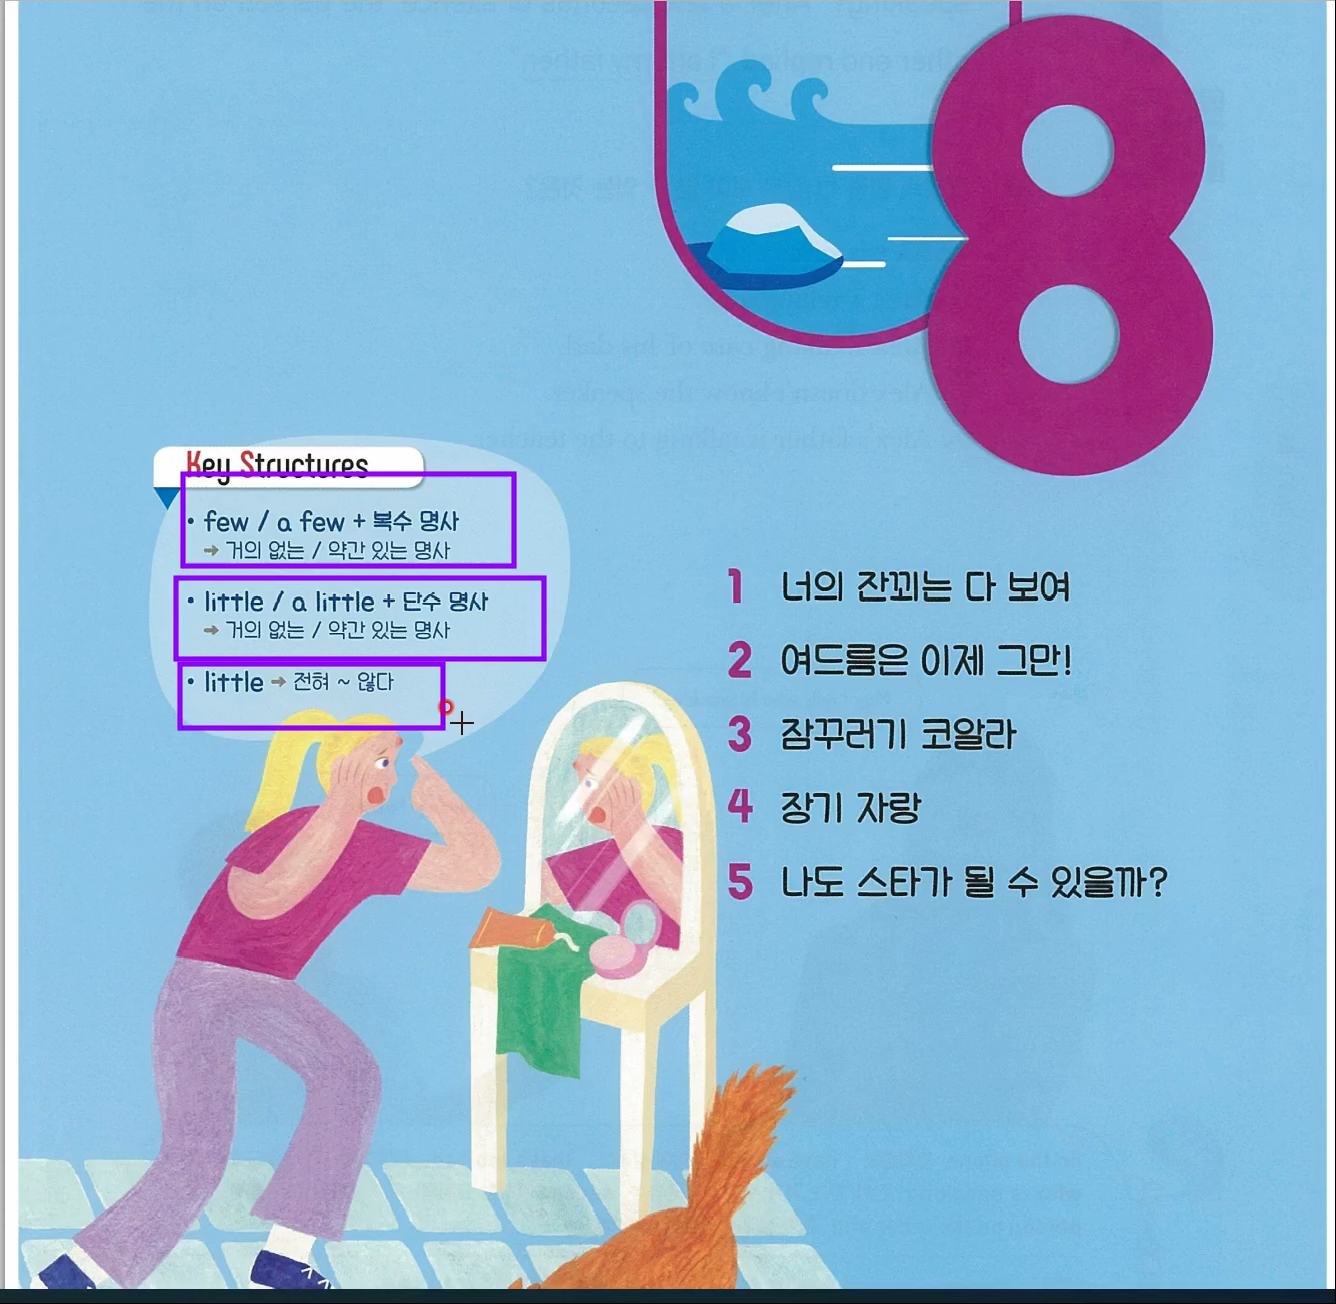 8
Key Structures
• few / a few + 복수 명사
→ 거의 없는 / 약간 있는 명사
• little / a little + 단수 명사
→ 거의 없는 / 약간 있는 명사
• little → 전혀 ~ 않다
1 너의 잔꾀는 다 보여
2 여드름은 이제 그만!
3 잠꾸러기 코알라
4 장기 자랑
5 나도 스타가 될 수 있을까?